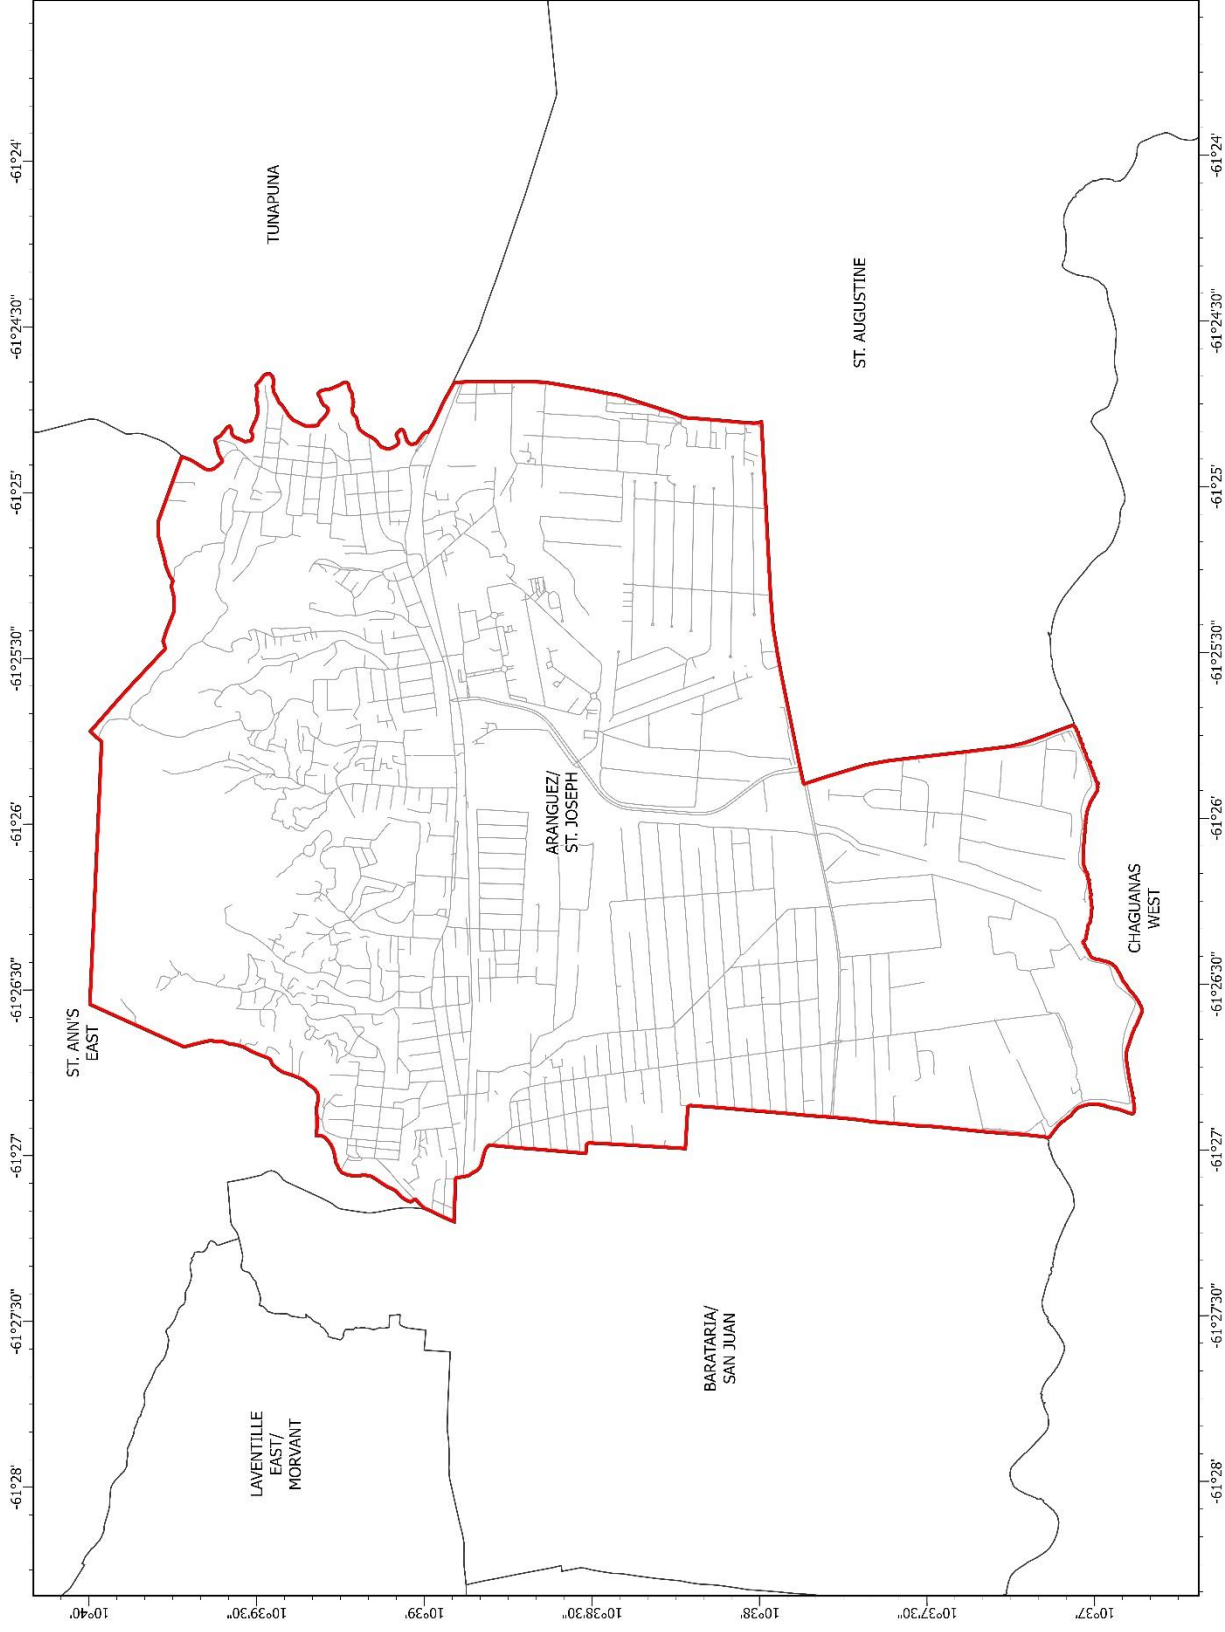 -61°28'
-61°27'30"
-61°27'
-61°26'30"
-61°26'
-61°25'30"
-61°25'
-61°24'30"
-61°24'
10°40'
10°39'30"
10°39'
10°38'30"
10°38'
10°37'30"
10°37'
ST. ANN'S
EAST
TUNAPUNA
LAVENTILLE
EAST/
MORVANT
ARANGUEZ/
ST. JOSEPH
BARATARIA/
SAN JUAN
ST. AUGUSTINE
CHAGUANAS
WEST
-61°28'
-61°27'30"
-61°27'
-61°26'30"
-61°26'
-61°25'30"
-61°25'
-61°24'30"
-61°24'